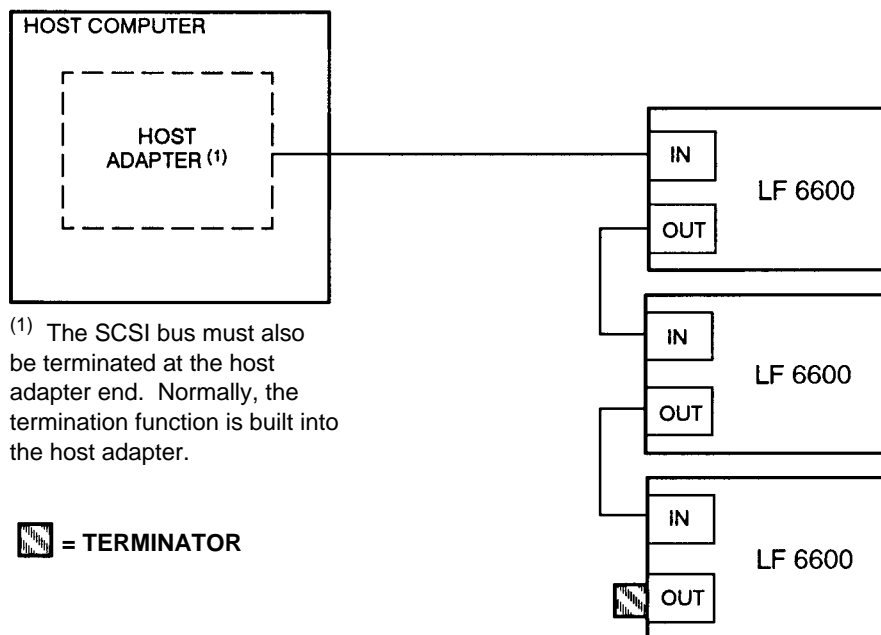 HOST COMPUTER
HOST
ADAPTER (1)
IN
LF 6600
OUT
IN
LF 6600
OUT
IN
LF 6600
OUT
(1) The SCSI bus must also
be terminated at the host
adapter end. Normally, the
termination function is built into
the host adapter.
= TERMINATOR